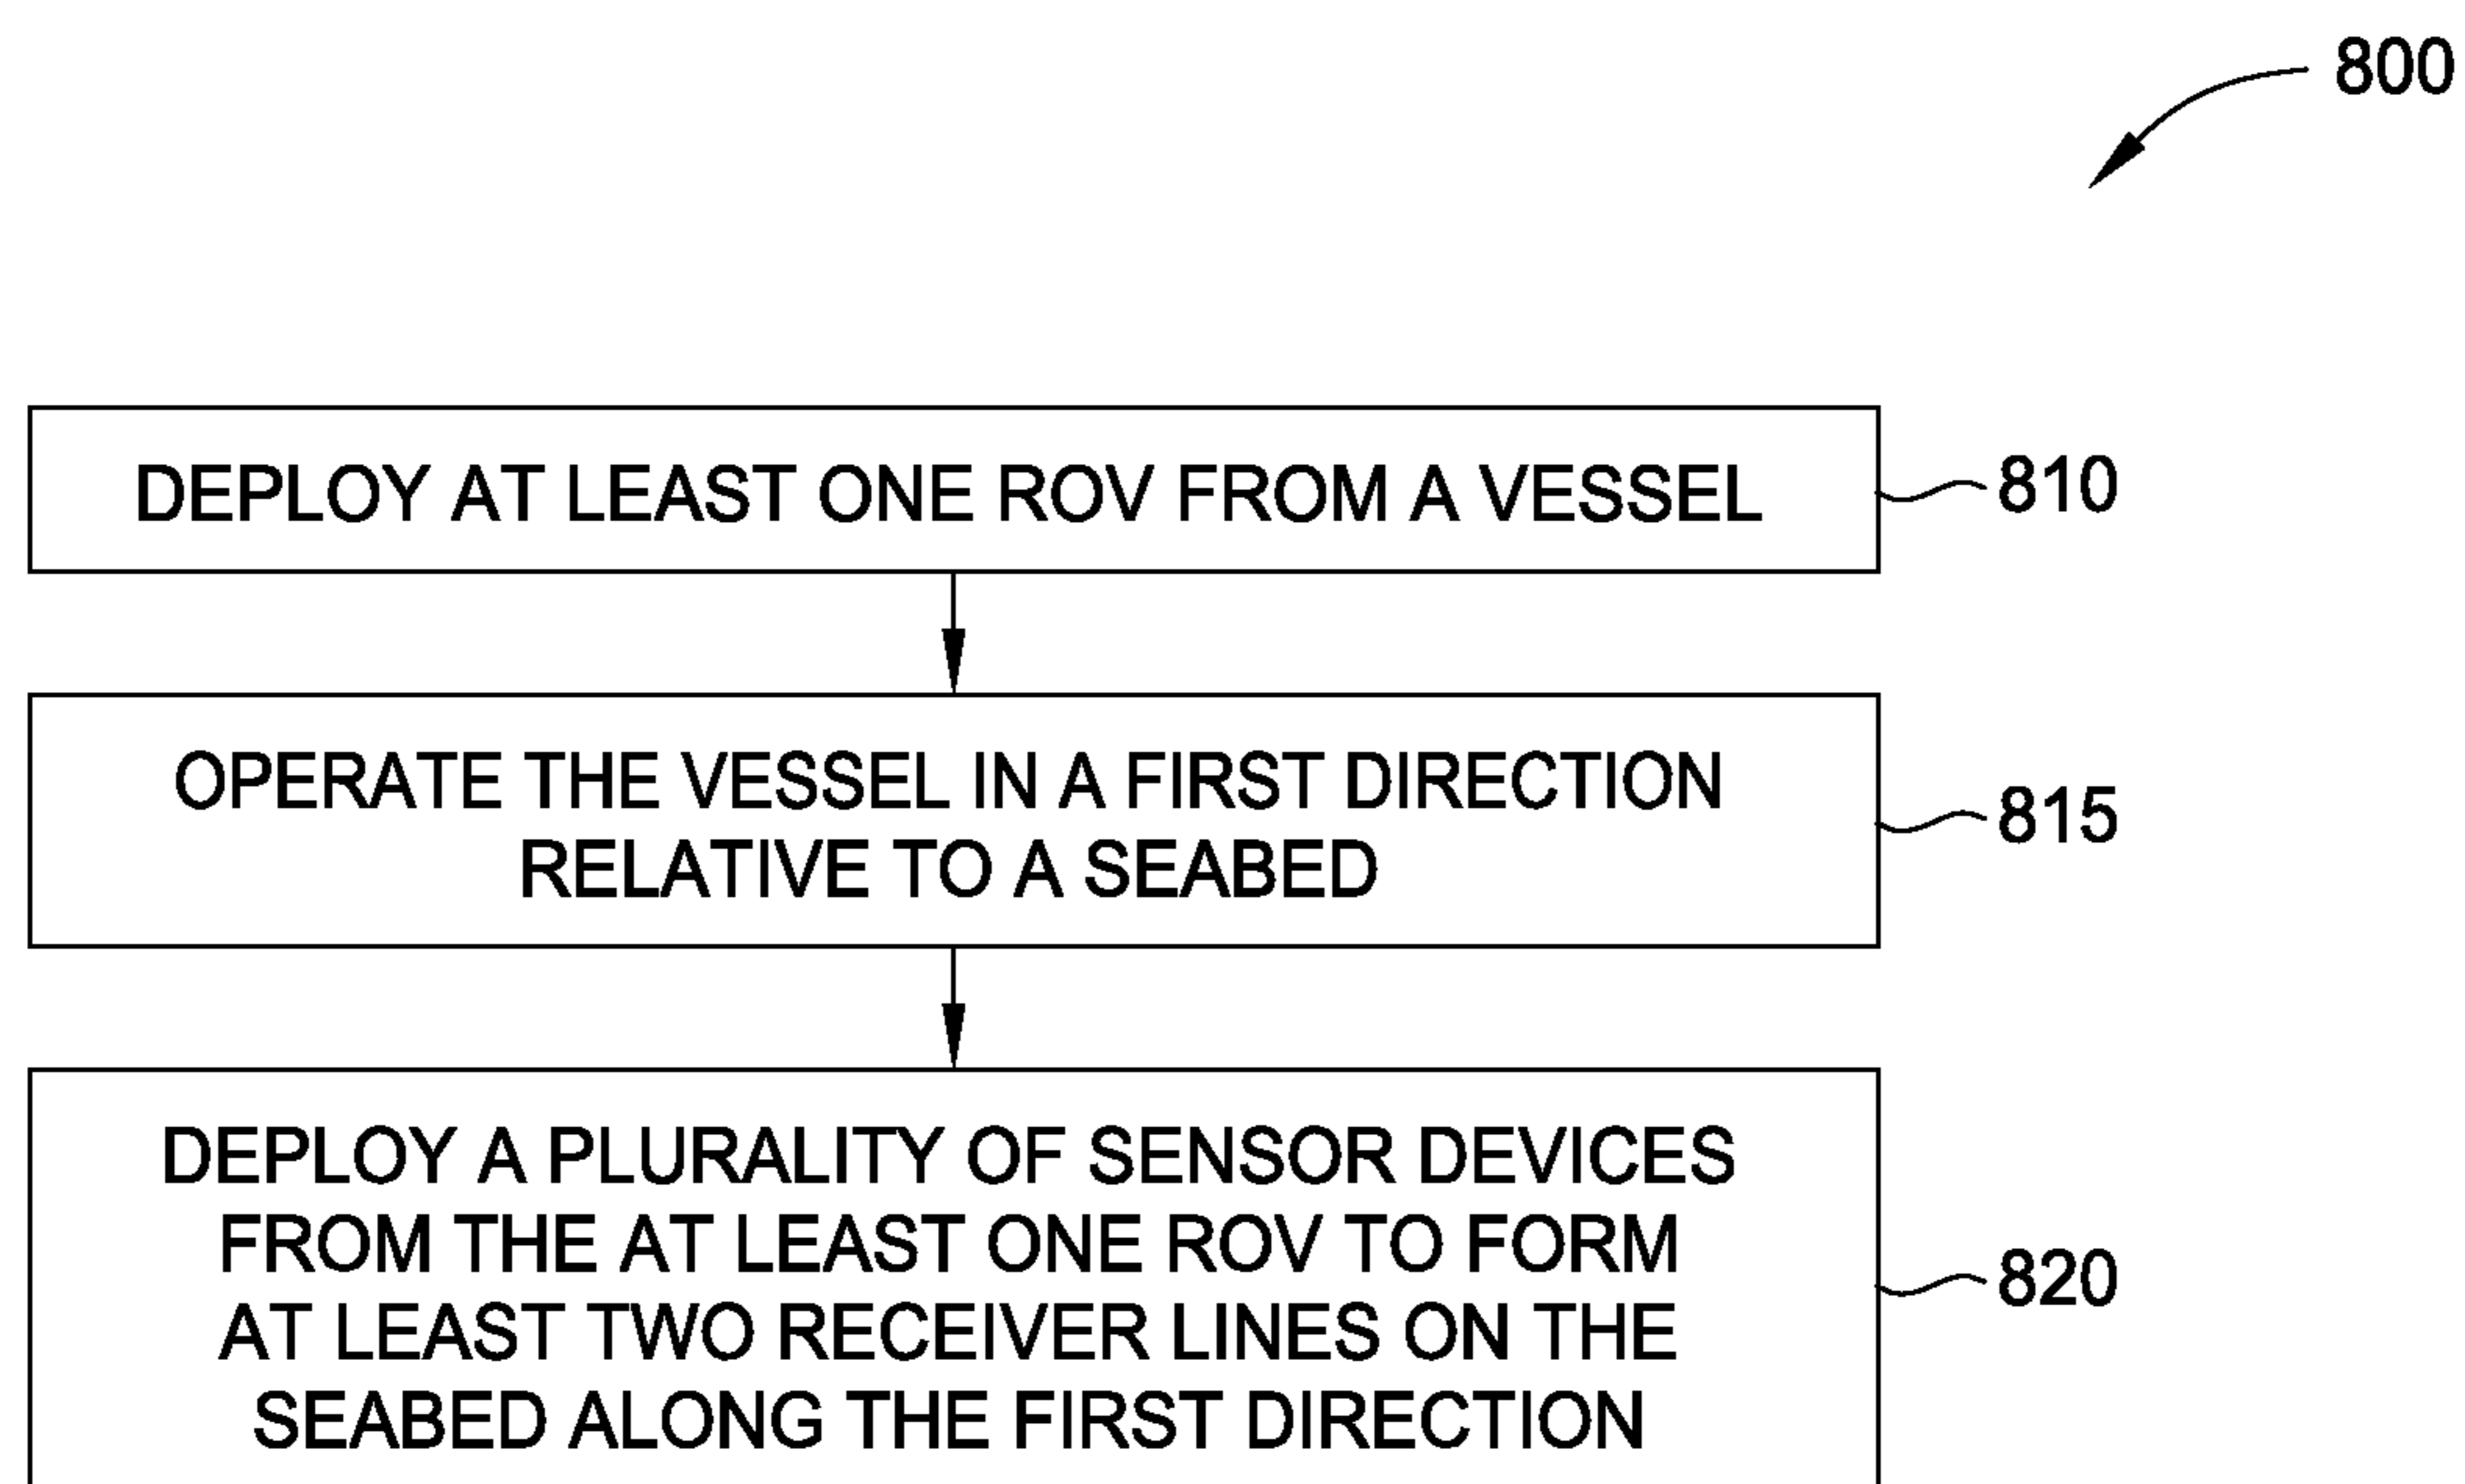 800
DEPLOY AT LEAST ONE ROV FROM A VESSEL
810
OPERATE THE VESSEL IN A FIRST DIRECTION
RELATIVE TO A SEABED
815
DEPLOY A PLURALITY OF SENSOR DEVICES
FROM THE AT LEAST ONE ROV TO FORM
AT LEAST TWO RECEIVER LINES ON THE
SEABED ALONG THE FIRST DIRECTION
820